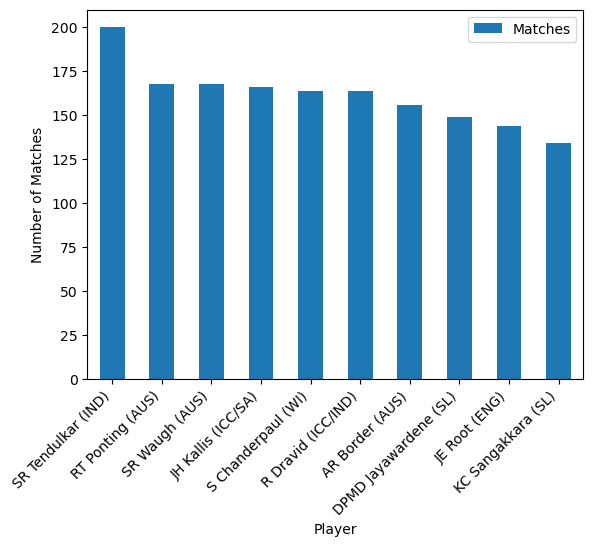 Matches
200
175
150
125
100
75
50
25
0
Number of Matches
SR Tendulkar (IND)
RT Ponting (AUS)
SR Waugh (AUS)
JH Kallis (ICC/SA)
S Chanderpaul (WI)
R Dravid (ICC/IND)
AR Border (AUS)
DPMD Jayawardene (SL)
JE Root (ENG)
KC Sangakkara (SL)
Player